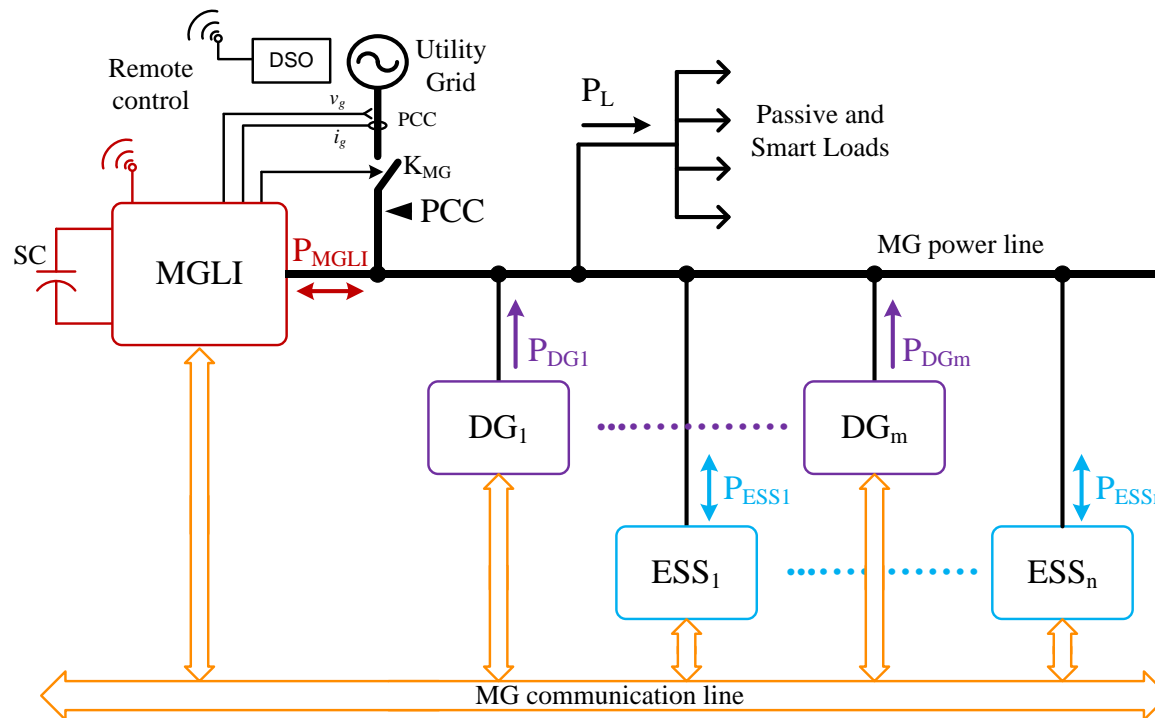 DSO
Remote
control
Utility
Grid
v_g
i_g
PCC
K_MG
PCC
P_L
Passive and
Smart Loads
SC
MGLI
P_MGLI
MG power line
P_DG1
P_DGm
DG_1
DG_m
P_ESS1
P_ESSn
ESS_1
ESS_n
MG communication line